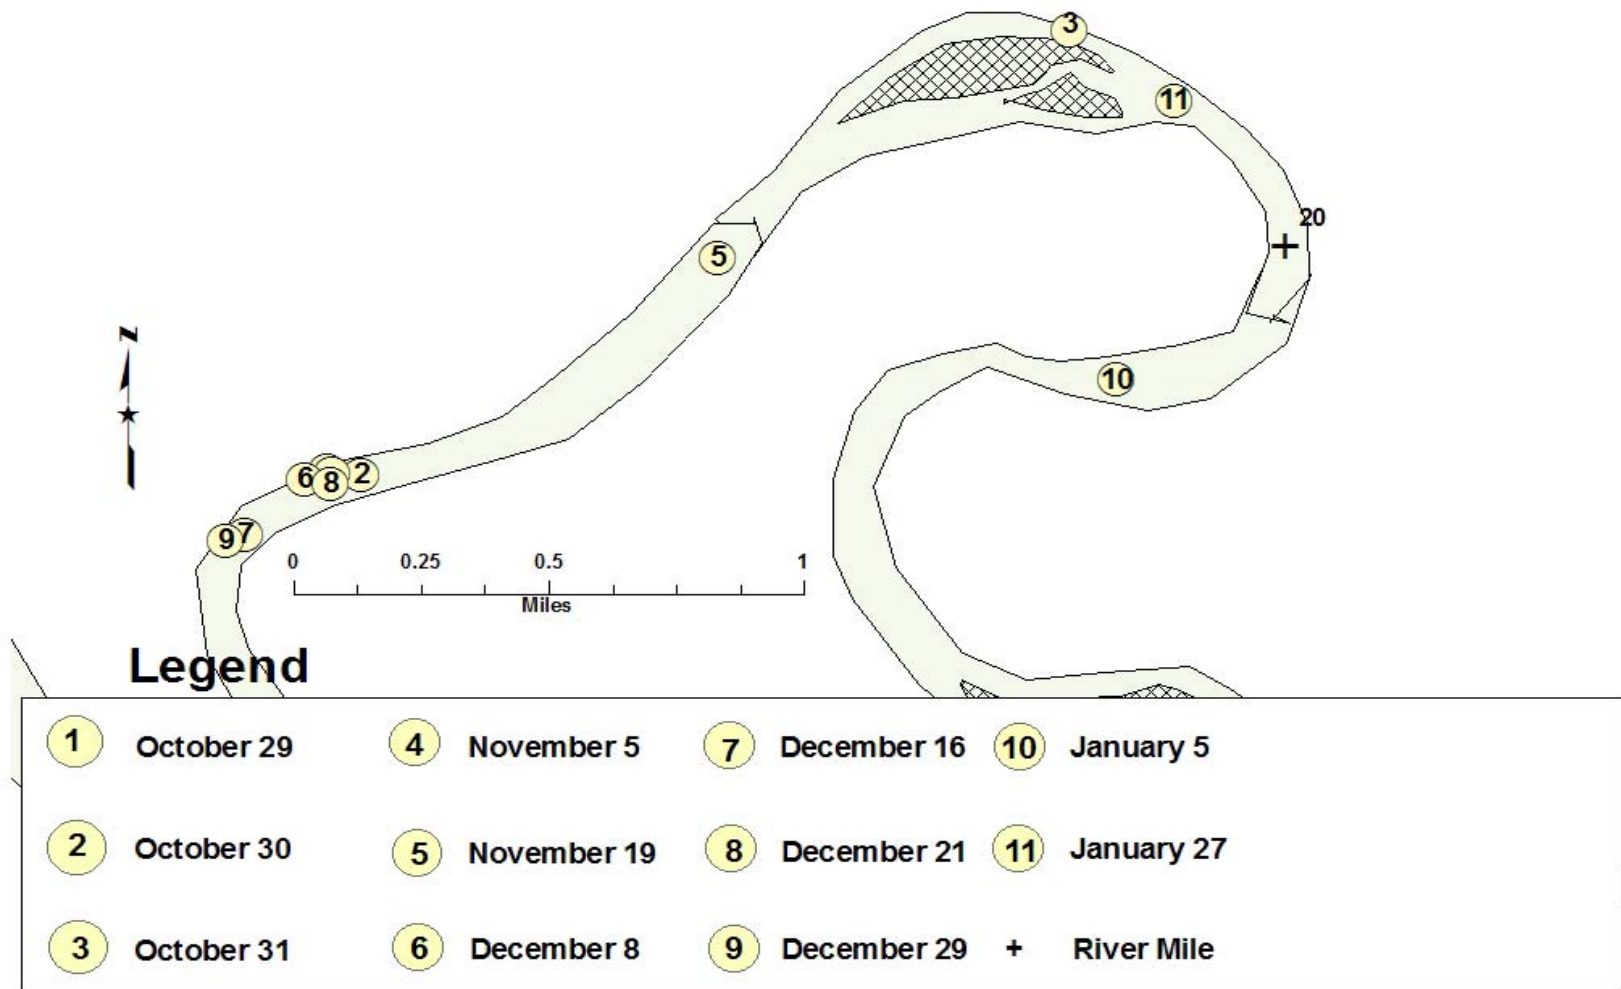 3
11
20
5
10
6 8 2
9 7
N
0 0.25 0.5 1
Miles
Legend
1 October 29 4 November 5 7 December 16 10 January 5
2 October 30 5 November 19 8 December 21 11 January 27
3 October 31 6 December 8 9 December 29 + River Mile